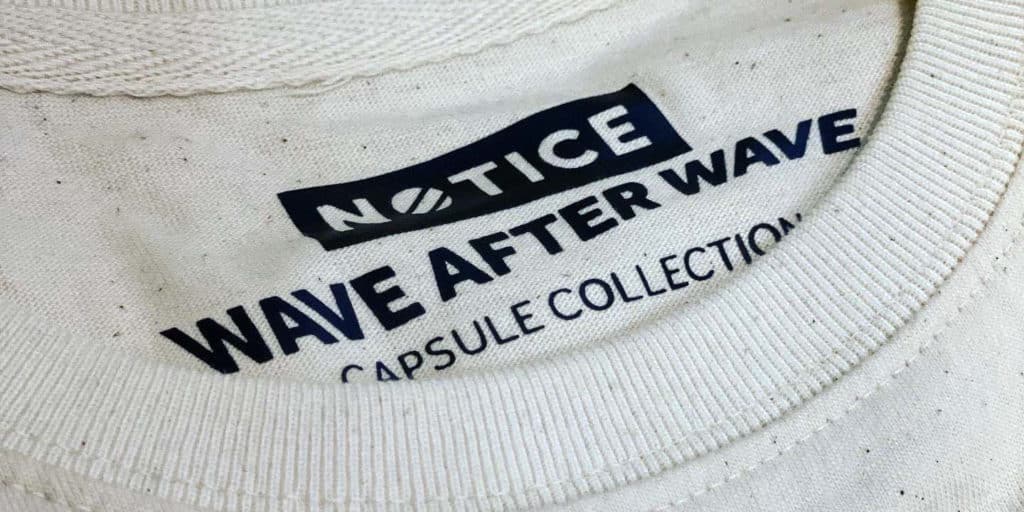 NOTICE
WAVE AFTER WAVE
CAPSULE COLLECTION